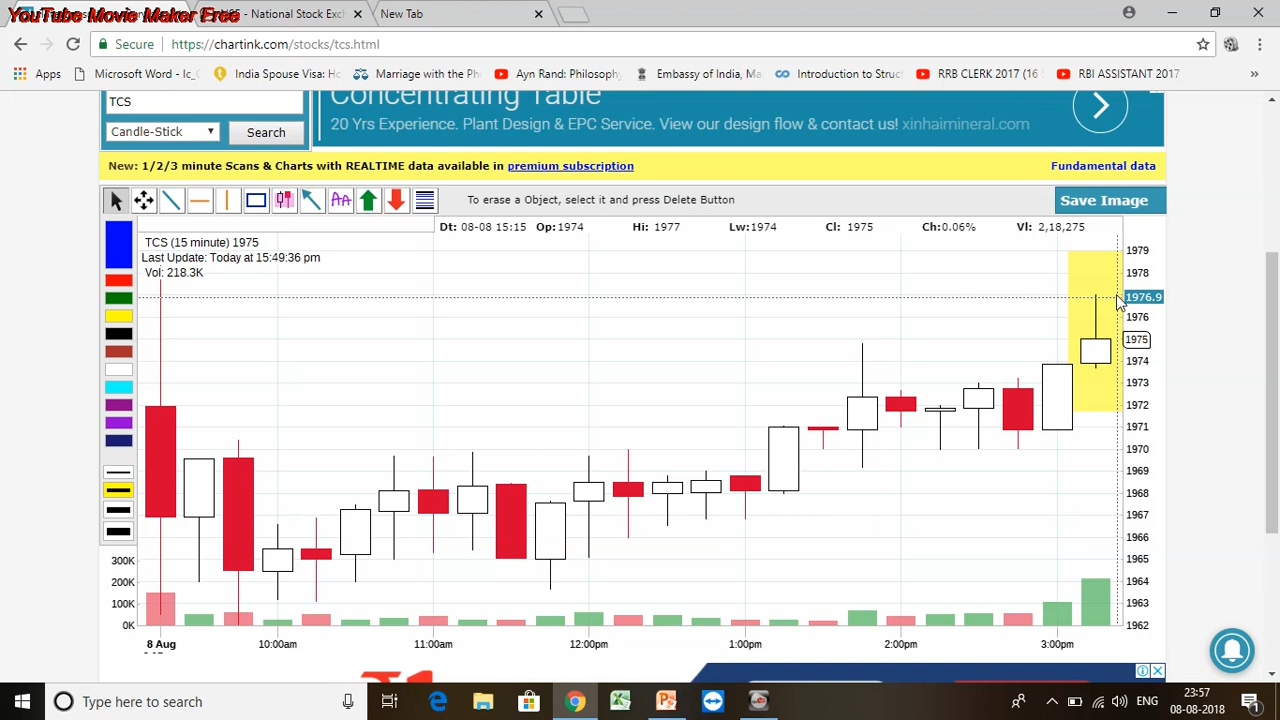 YouTube Movie Maker Free
- National Stock Exch
New Tab
Secure
https://chartink.com/stocks/tcs.html
Apps
Microsoft Word - Ic_C
India Spouse Visa: Ho
Marriage with the Ph
Ayn Rand: Philosophy
Embassy of India, Ma
Introduction to Struct
RRB CLERK 2017 (16 S
RBI ASSISTANT 2017
»
TCS
Candle-Stick
Search
Concentrating Table
20 Yrs Experience. Plant Design & EPC Service. View our design flow & contact us! xinhaimineral.com
New: 1/2/3 minute Scans & Charts with REALTIME data available in premium subscription
Fundamental data
To erase a Object, select it and press Delete Button
Save Image
Dt: 08-08 15:15 Op:1974 Hi: 1977 Lw:1974 Cl: 1975 Ch:0.06% Vl: 2,18,275
TCS (15 minute) 1975
Last Update: Today at 15:49:36 pm
Vol: 218.3K
1979
1978
1976.9
1976
1975
1974
1973
1972
1971
1970
1969
1968
1967
1966
1965
1964
1963
1962
300K
200K
100K
0K
8 Aug
10:00am
11:00am
12:00pm
1:00pm
2:00pm
3:00pm
Type here to search
ENG
23:57
08-08-2018
1